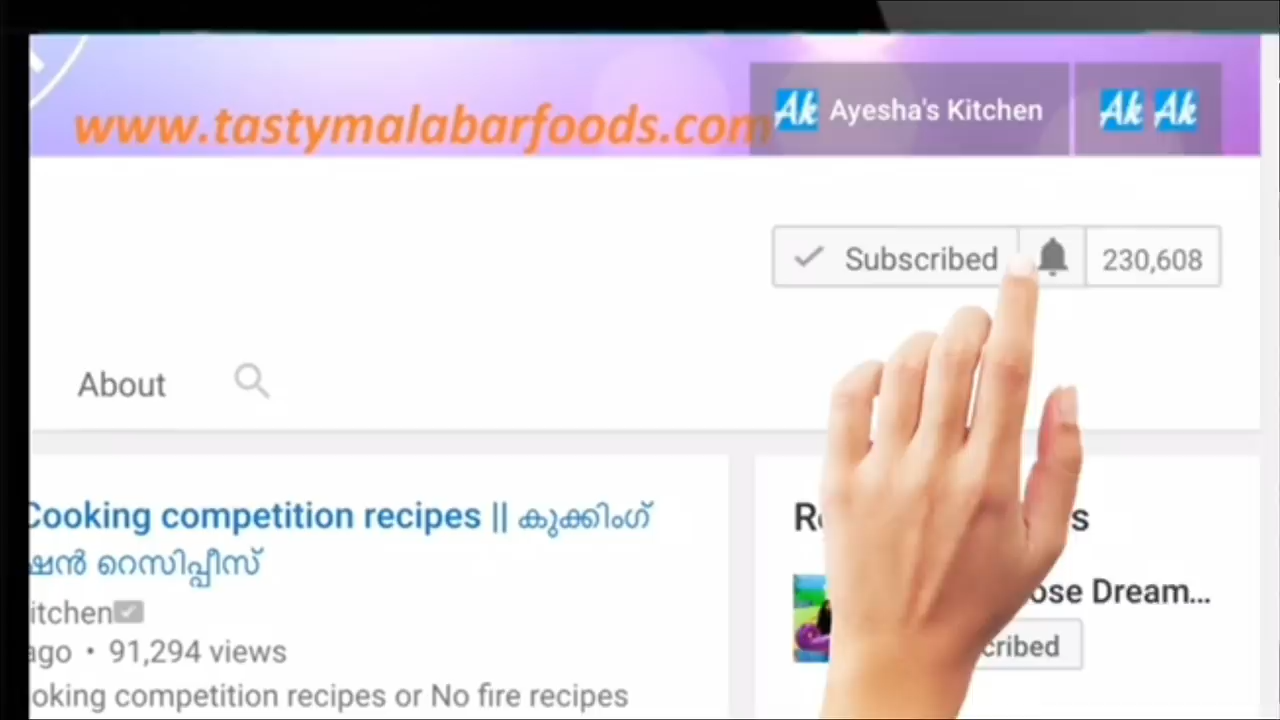 www.tastymalabarfoods.com
Ak Ayesha's Kitchen
Ak Ak
Subscribed
230,608
About
Cooking competition recipes || കുക്കിംഗ്
ഷൻ റെസിപ്പീസ്
itchen
ago • 91,294 views
oking competition recipes or No fire recipes
ose Dream...
cribed